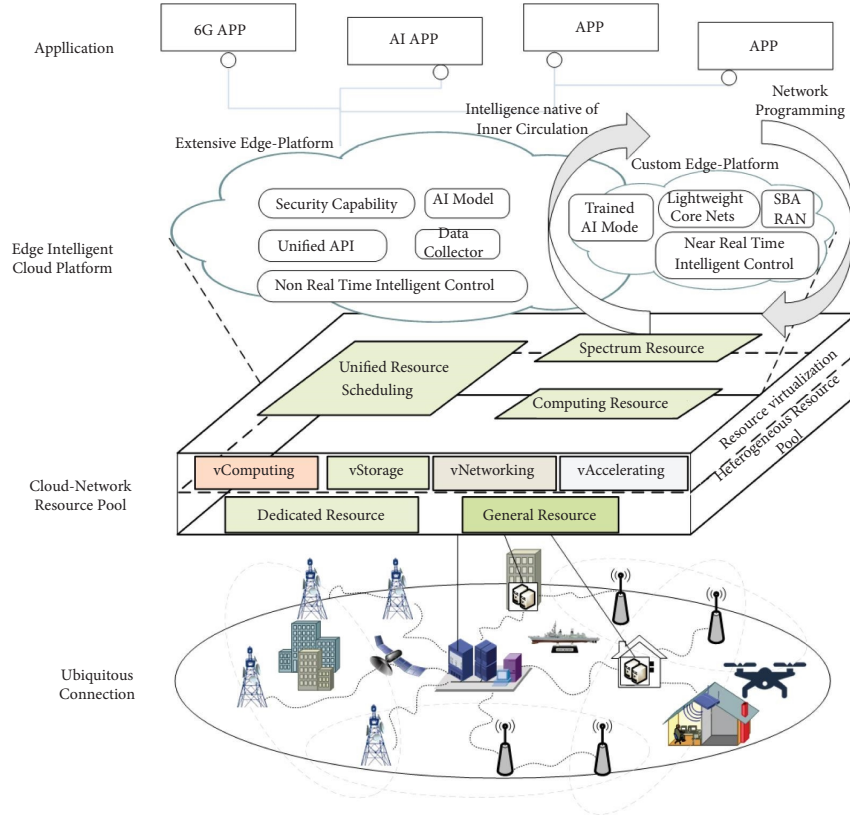 Appllication
6G APP
AI APP
APP
APP
Intelligence native of
Inner Circulation
Network
Programming
Edge Intelligent
Cloud Platform
Extensive Edge-Platform
Security Capability
AI Model
Unified API
Data
Collector
Non Real Time Intelligent Control
Custom Edge-Platform
Trained
AI Mode
Lightweight
Core Nets
SBA
RAN
Near Real Time
Intelligent Control
Unified Resource
Scheduling
Spectrum Resource
Computing Resource
Resource virtualization
Heterogeneous Resource
Pool
Cloud-Network
Resource Pool
vComputing
vStorage
vNetworking
vAccelerating
Dedicated Resource
General Resource
Ubiquitous
Connection